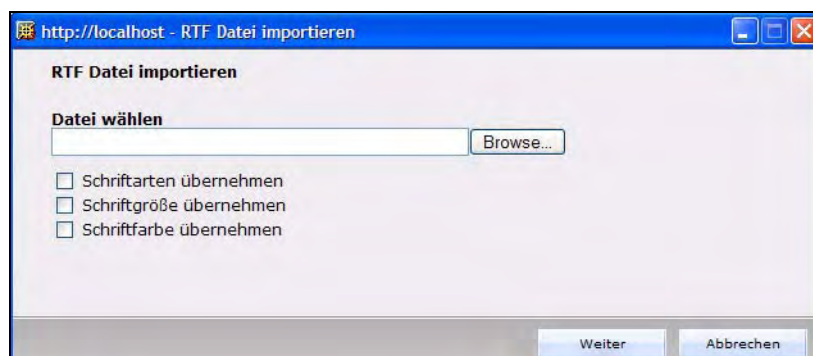 http://localhost - RTF Datei importieren
RTF Datei importieren
Datei wählen
Browse...
Schriftarten übernehmen
Schriftgröße übernehmen
Schriftfarbe übernehmen
Weiter Abbrechen